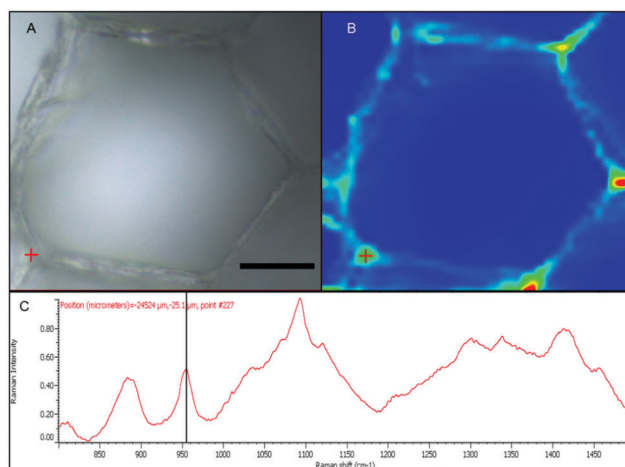 A
B
C
Position (micrometers)=-24524 µm,-25.1 µm, point #227
0.80
0.60
0.40
0.20
0.00
Raman Intensity
850 900 950 1000 1050 1100 1150 1200 1250 1300 1350 1400 1450
Raman shift (cm-1)